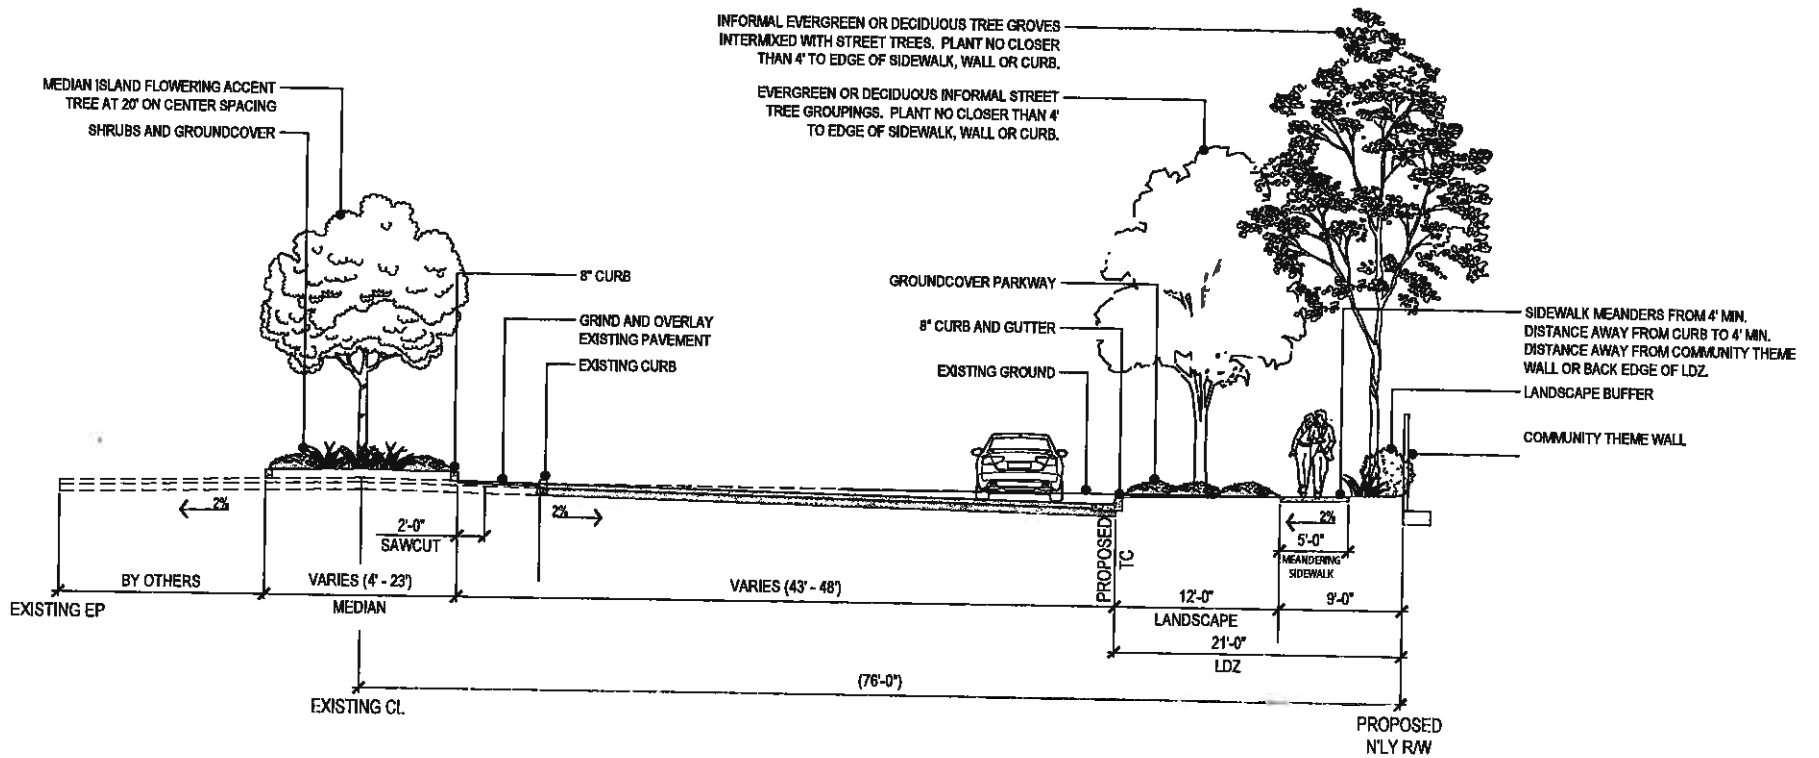 INFORMAL EVERGREEN OR DECIDUOUS TREE GROVES
INTERMIXED WITH STREET TREES. PLANT NO CLOSER
THAN 4' TO EDGE OF SIDEWALK, WALL OR CURB.
MEDIAN ISLAND FLOWERING ACCENT
TREE AT 20' ON CENTER SPACING
SHRUBS AND GROUNDCOVER
EVERGREEN OR DECIDUOUS INFORMAL STREET
TREE GROUPINGS. PLANT NO CLOSER THAN 4'
TO EDGE OF SIDEWALK, WALL OR CURB.
8" CURB
GRIND AND OVERLAY
EXISTING PAVEMENT
EXISTING CURB
GROUNDCOVER PARKWAY
8" CURB AND GUTTER
EXISTING GROUND
SIDEWALK MEANDERS FROM 4' MIN.
DISTANCE AWAY FROM CURB TO 4' MIN.
DISTANCE AWAY FROM COMMUNITY THEME
WALL OR BACK EDGE OF LDZ.
LANDSCAPE BUFFER
COMMUNITY THEME WALL
2%
2'-0"
SAWCUT
2%
PROPOSED
TC
2%
5'-0"
MEANDERING
SIDEWALK
BY OTHERS
VARIES (4' - 23')
VARIES (43' - 48')
12'-0"
9'-0"
EXISTING EP
MEDIAN
LANDSCAPE
21'-0"
LDZ
(76'-0")
EXISTING CL
PROPOSED
N'LY R/W